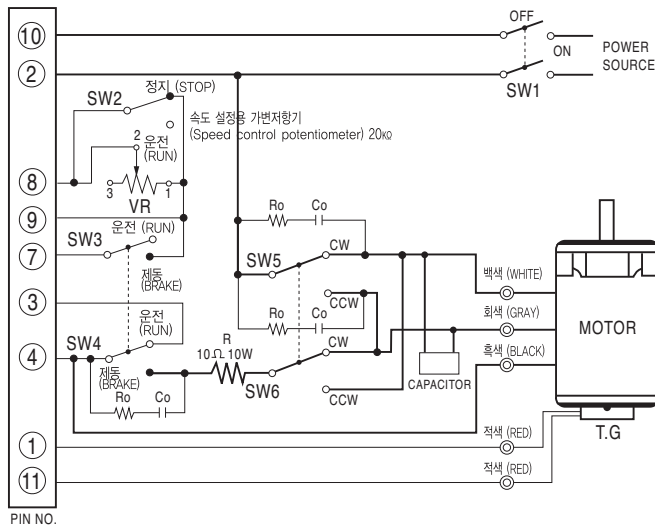 OFF
10
ON
POWER
SOURCE
2
SW1
정지 (STOP)
SW2
속도 설정용 가변저항기
(Speed control potentiometer) 20KΩ
2 운전
(RUN)
8
3
1
VR
Ro
Co
9
운전 (RUN)
SW3
7
SW5
CW
제동
(BRAKE)
백색 (WHITE)
CCW
3
운전
(RUN)
Ro
Co
회색 (GRAY)
MOTOR
SW4
R
10Ω 10W
CW
4
흑색 (BLACK)
제동
(BRAKE)
SW6
CAPACITOR
CCW
Ro
Co
적색 (RED)
T.G
1
적색 (RED)
11
PIN NO.